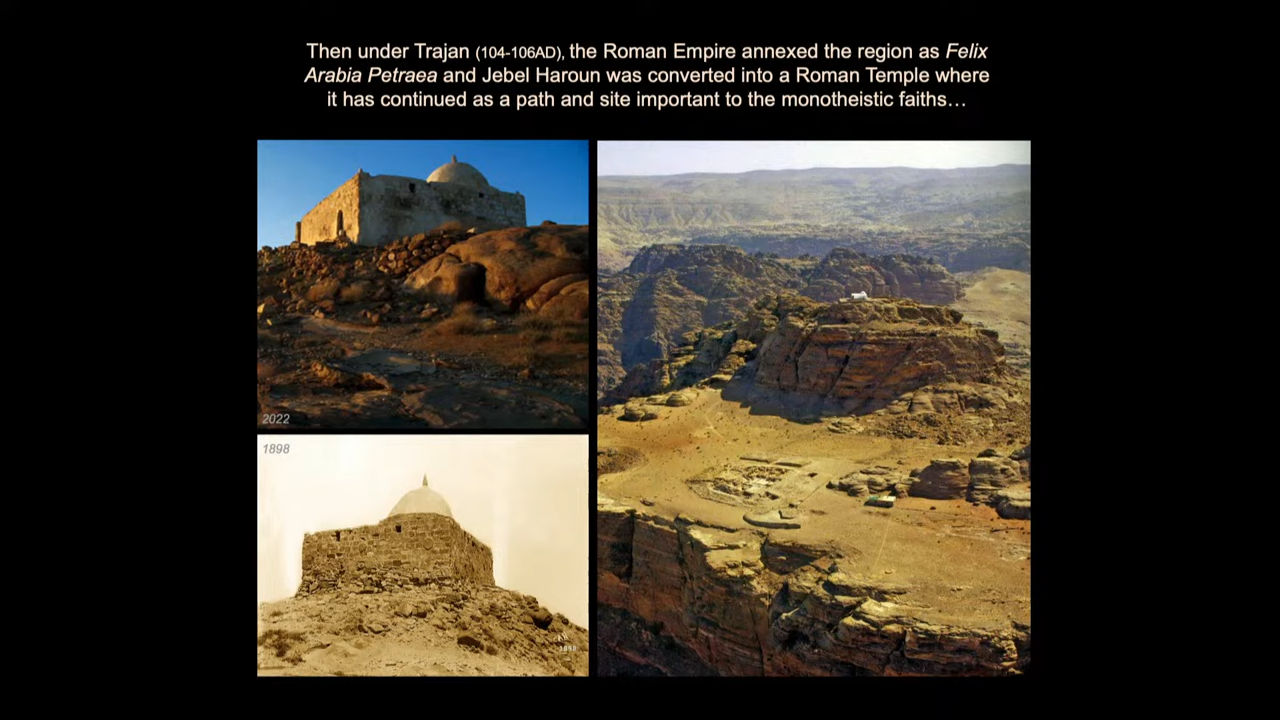 Then under Trajan (104-106AD), the Roman Empire annexed the region as Felix
Arabia Petraea and Jebel Haroun was converted into a Roman Temple where
it has continued as a path and site important to the monotheistic faiths…
2022
1898
1898